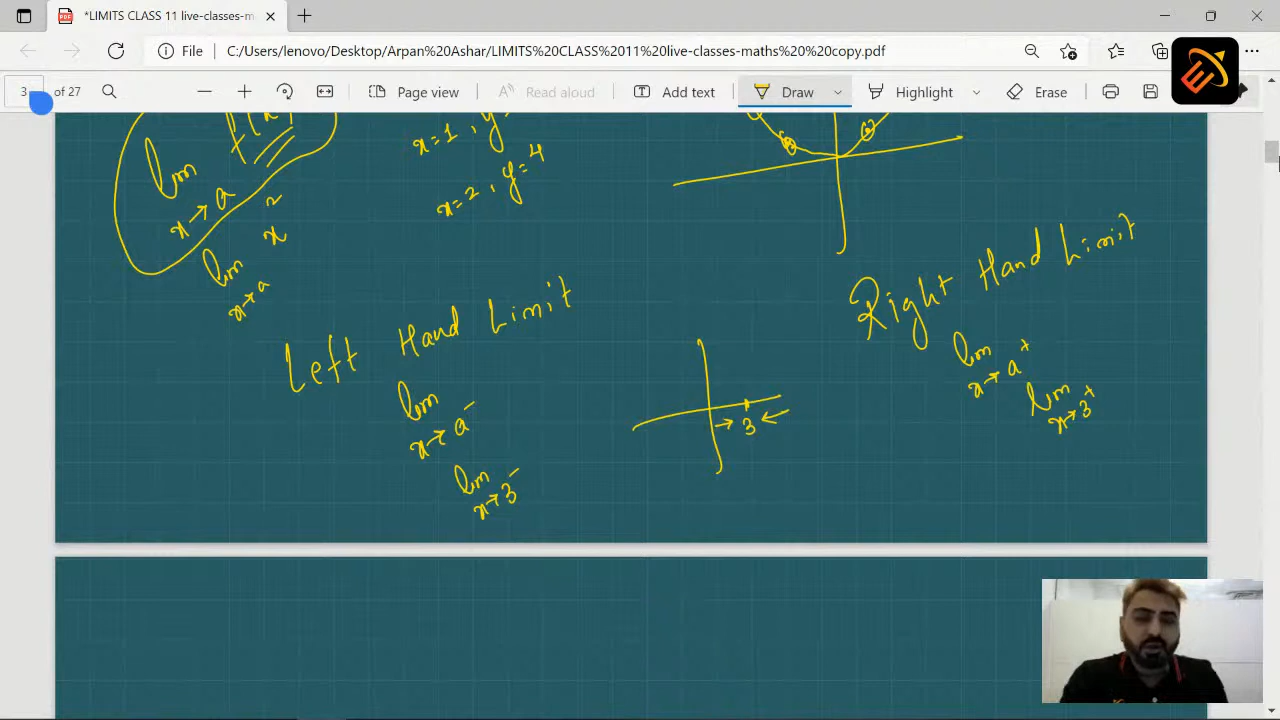 *LIMITS CLASS 11 live-classes-m
File C:/Users/lenovo/Desktop/Arpan%20Ashar/LIMITS%20CLASS%2011%20live-classes-maths%20%20copy.pdf
3 of 27 Page view Read aloud Add text Draw Highlight Erase
lim f(x)
x→a
x=1, y=
x=2, y=4
lim x²
x→a
Left Hand Limit
lim
x→a⁻
lim
x→3⁻
→ 3 ←
Right Hand Limit
lim
x→a⁺
lim
x→3⁺